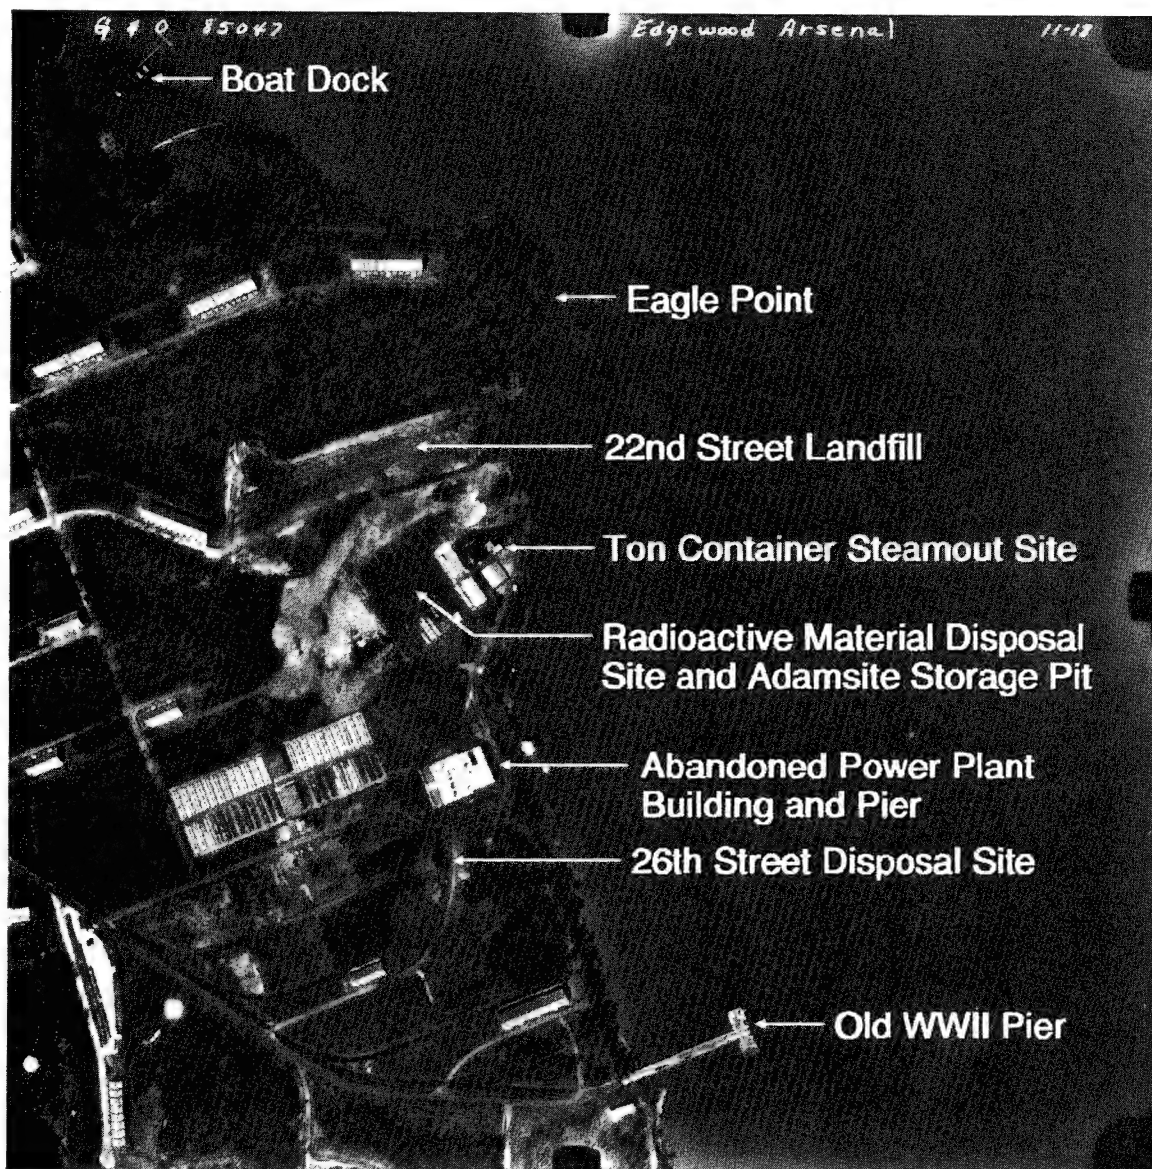 G & O 85047 Edgewood Arsenal 11-18
Boat Dock
Eagle Point
22nd Street Landfill
Ton Container Steamout Site
Radioactive Material Disposal
Site and Adamsite Storage Pit
Abandoned Power Plant
Building and Pier
26th Street Disposal Site
Old WWII Pier